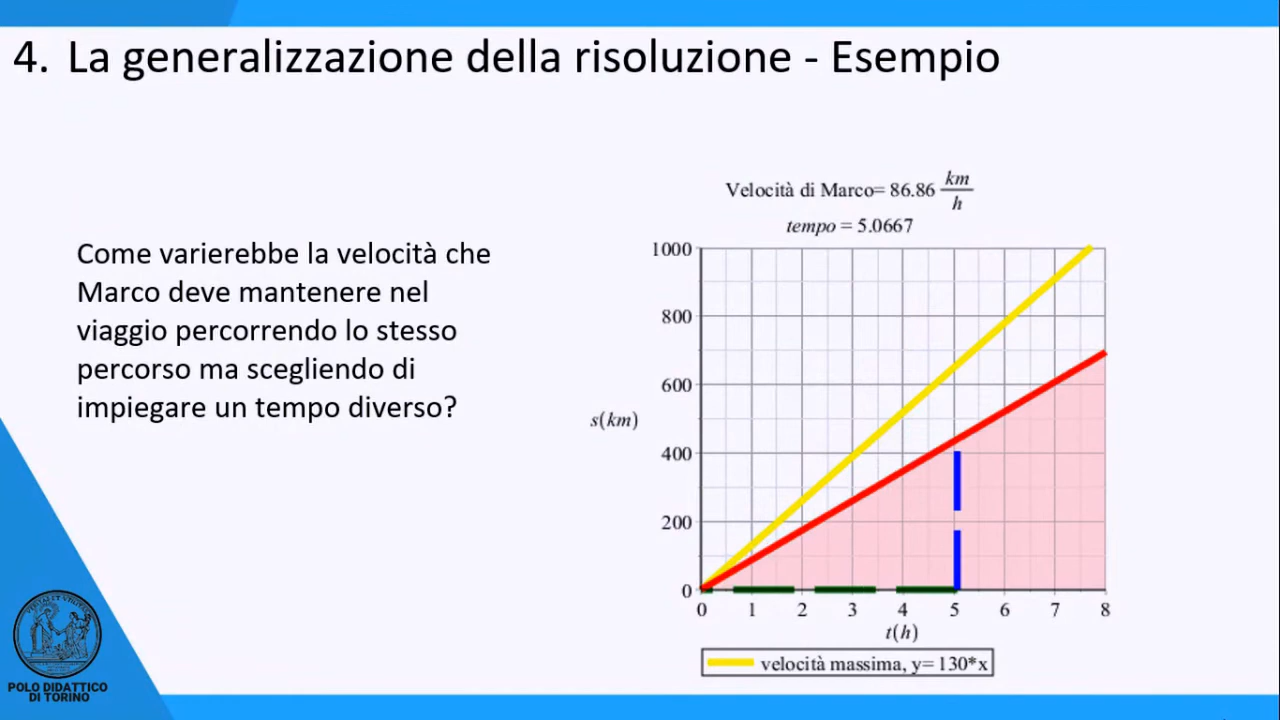 4. La generalizzazione della risoluzione - Esempio
Come varierebbe la velocità che
Marco deve mantenere nel
viaggio percorrendo lo stesso
percorso ma scegliendo di
impiegare un tempo diverso?
Velocità di Marco= 86.86 km/h
tempo = 5.0667
1000
800
600
s(km)
400
200
0
0 1 2 3 4 5 6 7 8
t(h)
velocità massima, y= 130*x
POLO DIDATTICO
DI TORINO